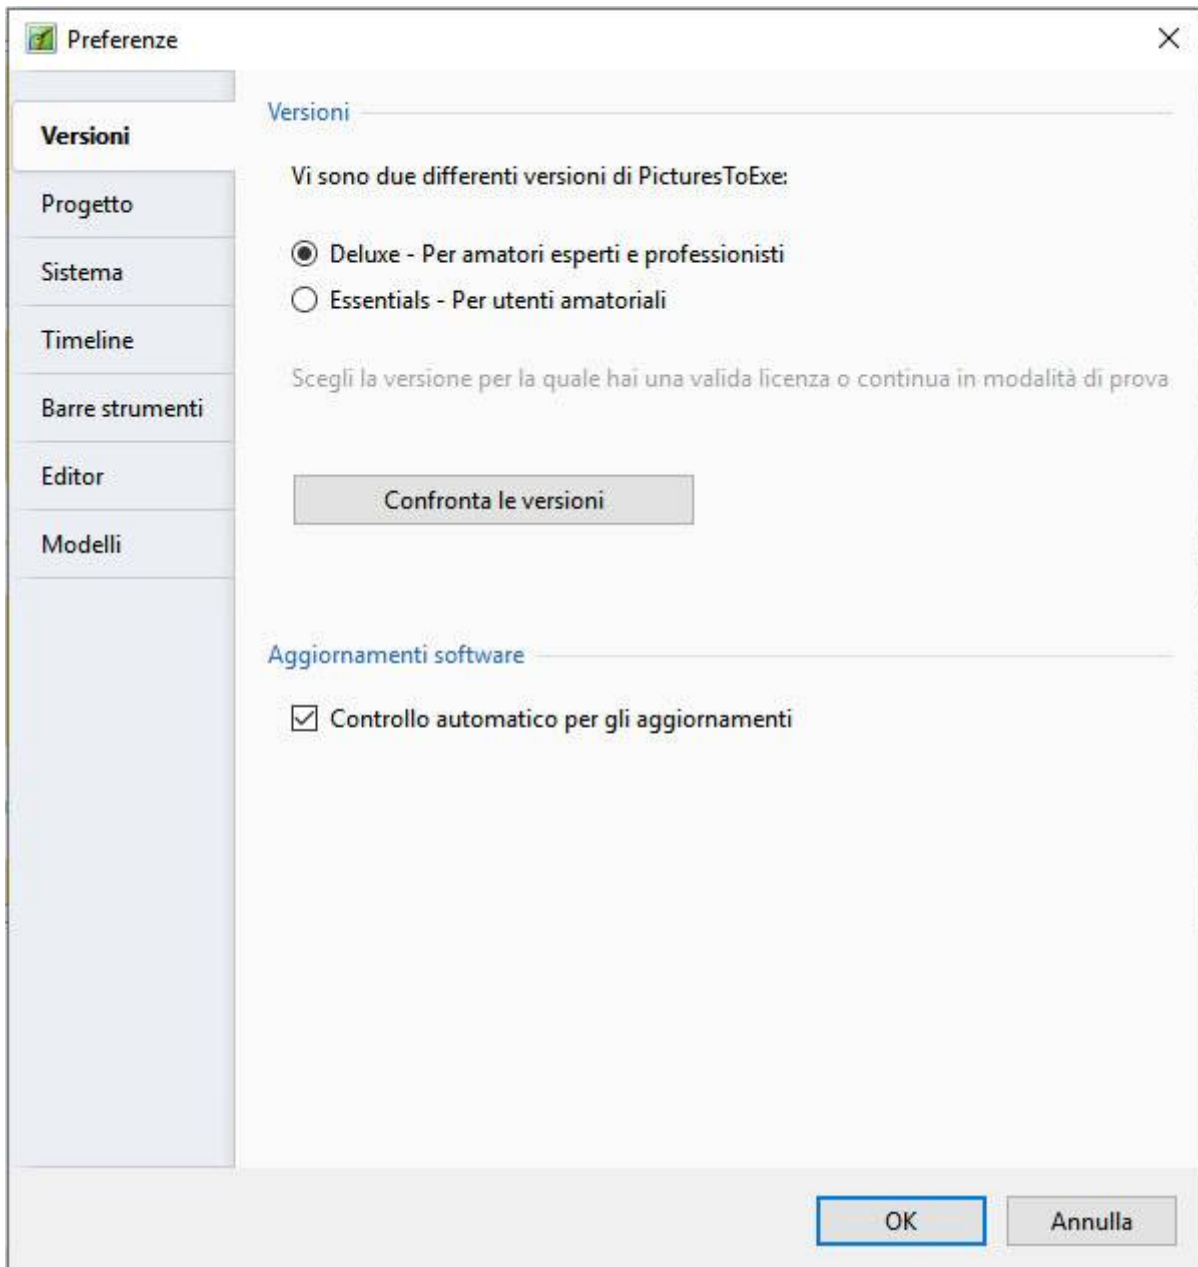 Preferenze
Versioni
Progetto
Sistema
Timeline
Barre strumenti
Editor
Modelli
Versioni
Vi sono due differenti versioni di PicturesToExe:
Deluxe - Per amatori esperti e professionisti
Essentials - Per utenti amatoriali
Scegli la versione per la quale hai una valida licenza o continua in modalità di prova
Confronta le versioni
Aggiornamenti software
Controllo automatico per gli aggiornamenti
OK
Annulla